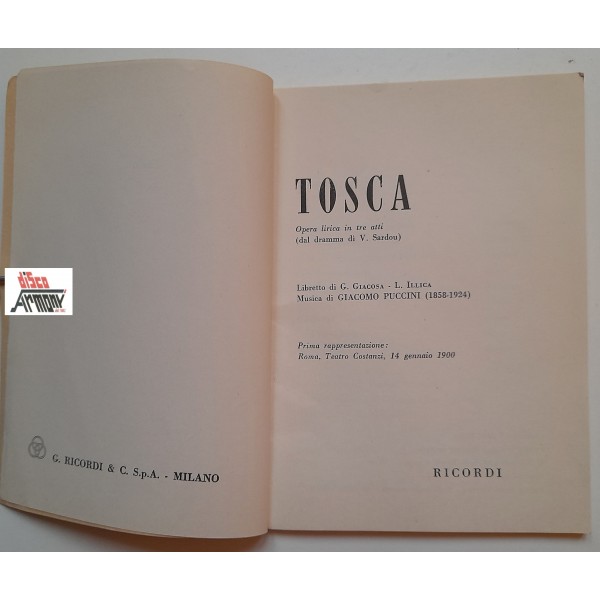 diSco
Armony
G. RICORDI & C. S.p.A. - MILANO
TOSCA
Opera lirica in tre atti
(dal dramma di V. Sardou)
Libretto di G. GIACOSA - L. ILLICA
Musica di GIACOMO PUCCINI (1858-1924)
Prima rappresentazione:
Roma, Teatro Costanzi, 14 gennaio 1900
RICORDI